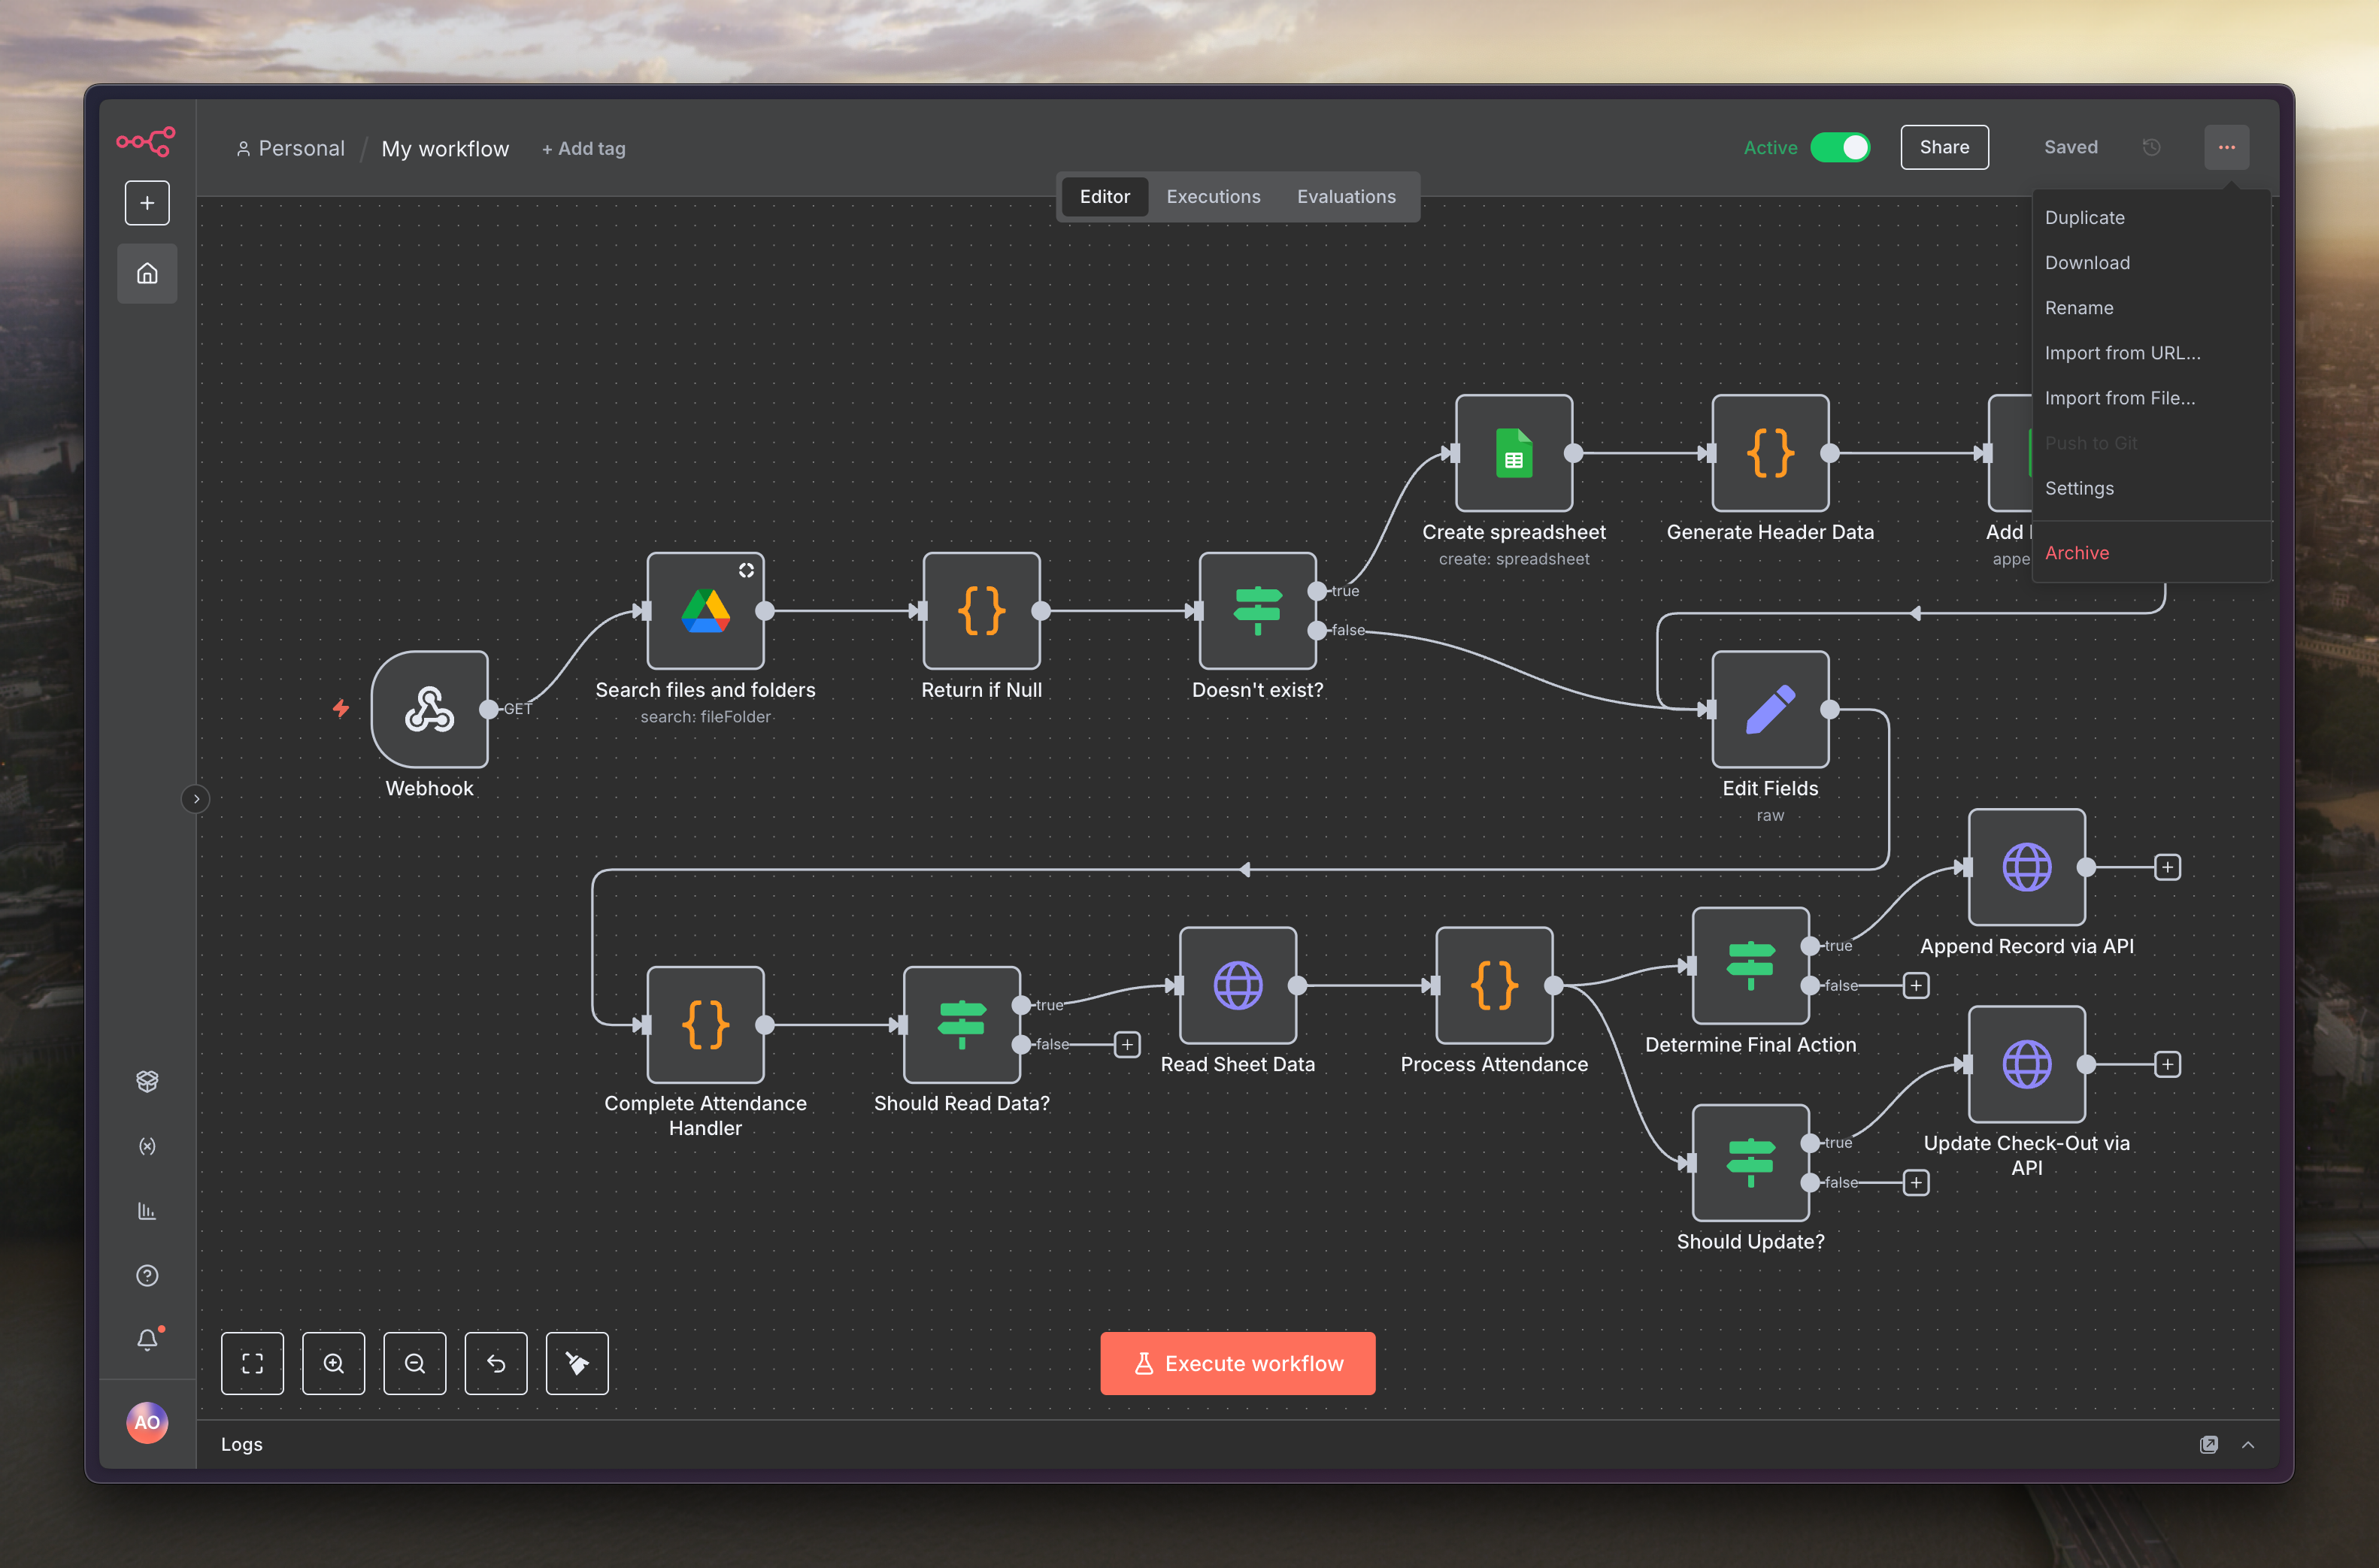 Personal / My workflow + Add tag
Active
Share
Saved
Editor
Executions
Evaluations
Duplicate
Download
Rename
Import from URL...
Import from File...
Push to Git
Settings
Archive
Create spreadsheet
create: spreadsheet
Generate Header Data
Add
appe
true
false
Search files and folders
search: fileFolder
Return if Null
Doesn't exist?
GET
Webhook
Edit Fields
raw
Append Record via API
true
false
Determine Final Action
true
false
Read Sheet Data
Process Attendance
Complete Attendance
Handler
Should Read Data?
true
false
Update Check-Out via
API
Should Update?
Execute workflow
AO
Logs